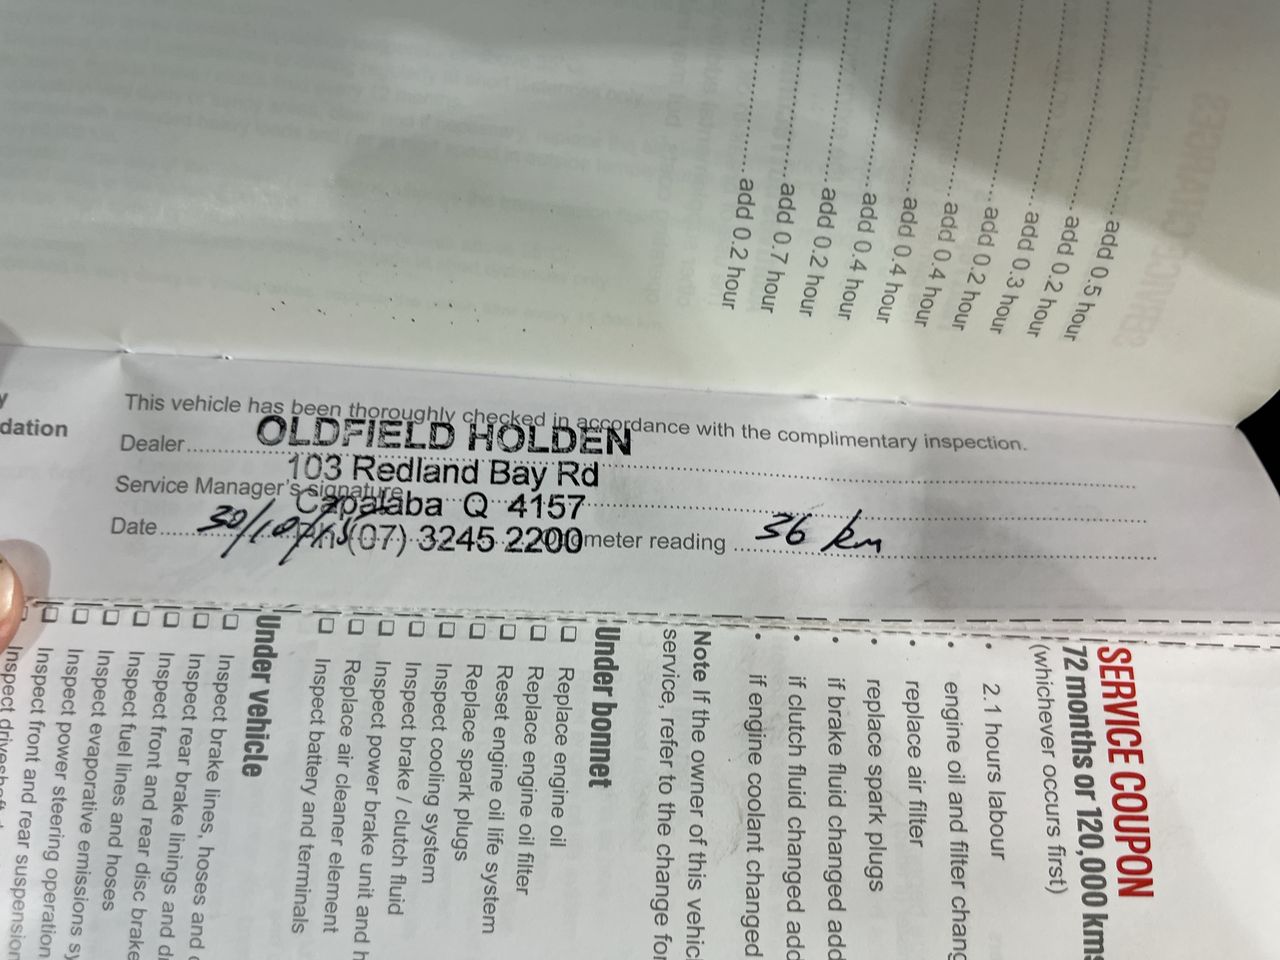 add 0.5 hour
add 0.2 hour
add 0.3 hour
add 0.2 hour
add 0.4 hour
add 0.4 hour
add 0.4 hour
add 0.2 hour
add 0.7 hour
add 0.2 hour
dation
This vehicle has been thoroughly checked in accordance with the complimentary inspection.
Dealer
OLDFIELD HOLDEN
103 Redland Bay Rd
Service Manager's signature
Capalaba Q 4157
Date 30/10/ (07) 3245 2200 meter reading 36 km
SERVICE COUPON
72 months or 120,000 kms
(whichever occurs first)
• 2.1 hours labour
• engine oil and filter chang
• replace air filter
• replace spark plugs
• if brake fluid changed add
• if clutch fluid changed add
• if engine coolant changed
Note If the owner of this vehic
service, refer to the change for
Under bonnet
Replace engine oil
Replace engine oil filter
Reset engine oil life system
Replace spark plugs
Inspect cooling system
Inspect brake / clutch fluid
Inspect power brake unit and h
Replace air cleaner element
Inspect battery and terminals
Under vehicle
Inspect brake lines, hoses and
Inspect rear brake linings and d
Inspect front and rear disc brake
Inspect fuel lines and hoses
Inspect evaporative emissions sy
Inspect power steering operation
Inspect front and rear suspension
Inspect driveshaft